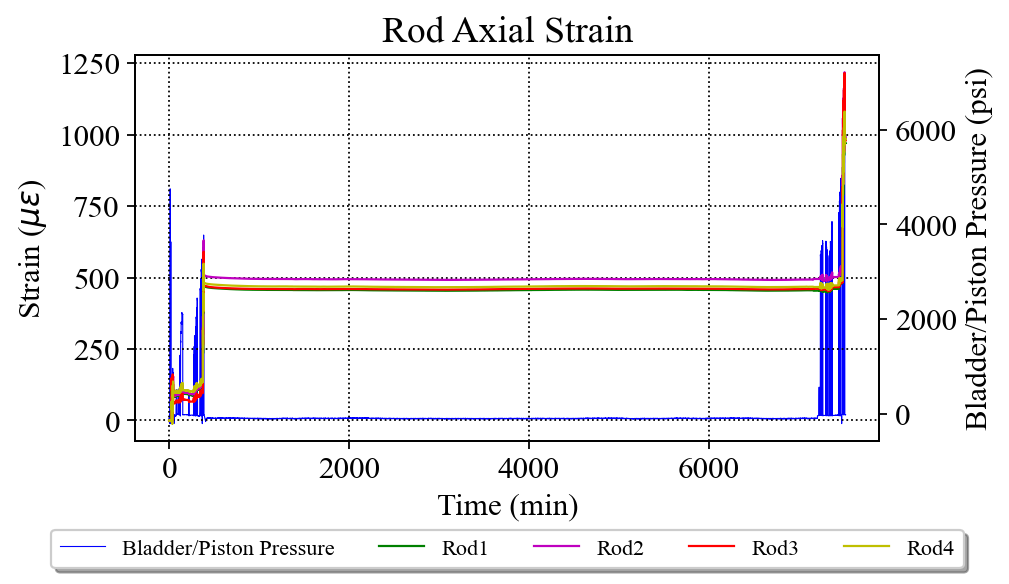 Rod Axial Strain
Strain (με)
1250
1000
750
500
250
0
6000
4000
2000
0
Bladder/Piston Pressure (psi)
0 2000 4000 6000
Time (min)
Bladder/Piston Pressure Rod1 Rod2 Rod3 Rod4